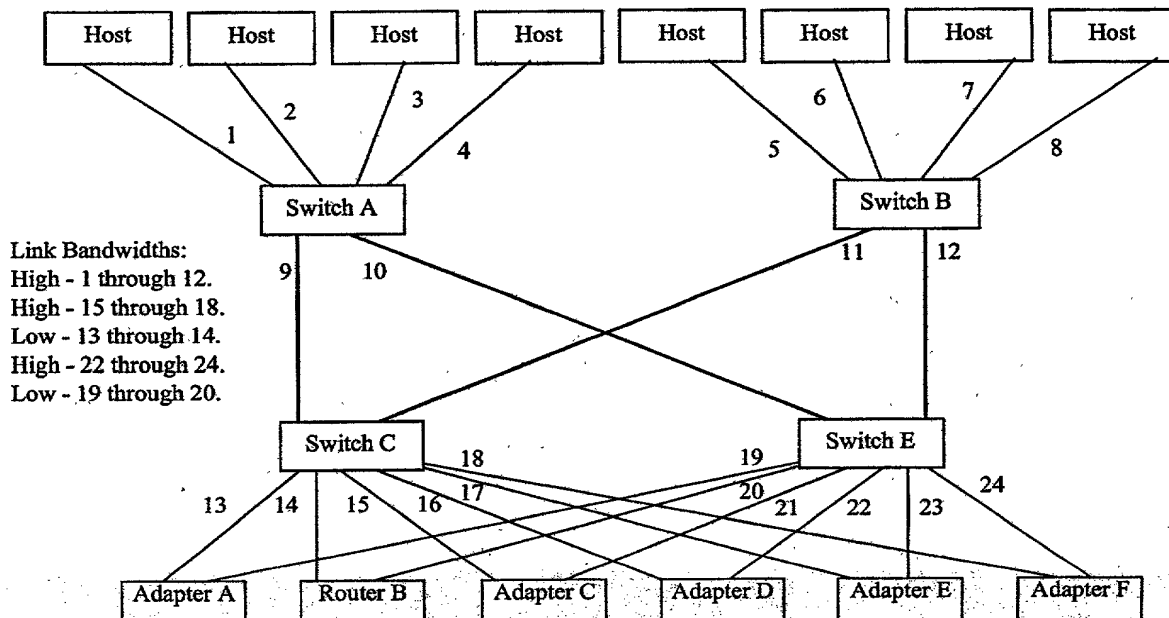 Host Host Host Host Host Host Host Host
1 2 3 4 5 6 7 8
Switch A Switch B
Link Bandwidths:
High - 1 through 12.
High - 15 through 18.
Low - 13 through 14.
High - 22 through 24.
Low - 19 through 20.
9 10 11 12
Switch C Switch E
13 14 15 16 17 18 19 20 21 22 23 24
Adapter A Router B Adapter C Adapter D Adapter E Adapter F